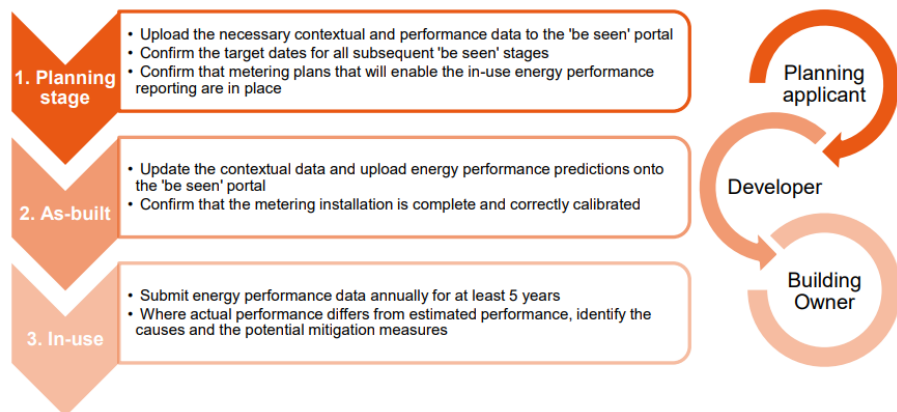 1. Planning
stage
• Upload the necessary contextual and performance data to the 'be seen' portal
• Confirm the target dates for all subsequent 'be seen' stages
• Confirm that metering plans that will enable the in-use energy performance
reporting are in place
Planning
applicant
2. As-built
• Update the contextual data and upload energy performance predictions onto
the 'be seen' portal
• Confirm that the metering installation is complete and correctly calibrated
Developer
3. In-use
• Submit energy performance data annually for at least 5 years
• Where actual performance differs from estimated performance, identify the
causes and the potential mitigation measures
Building
Owner